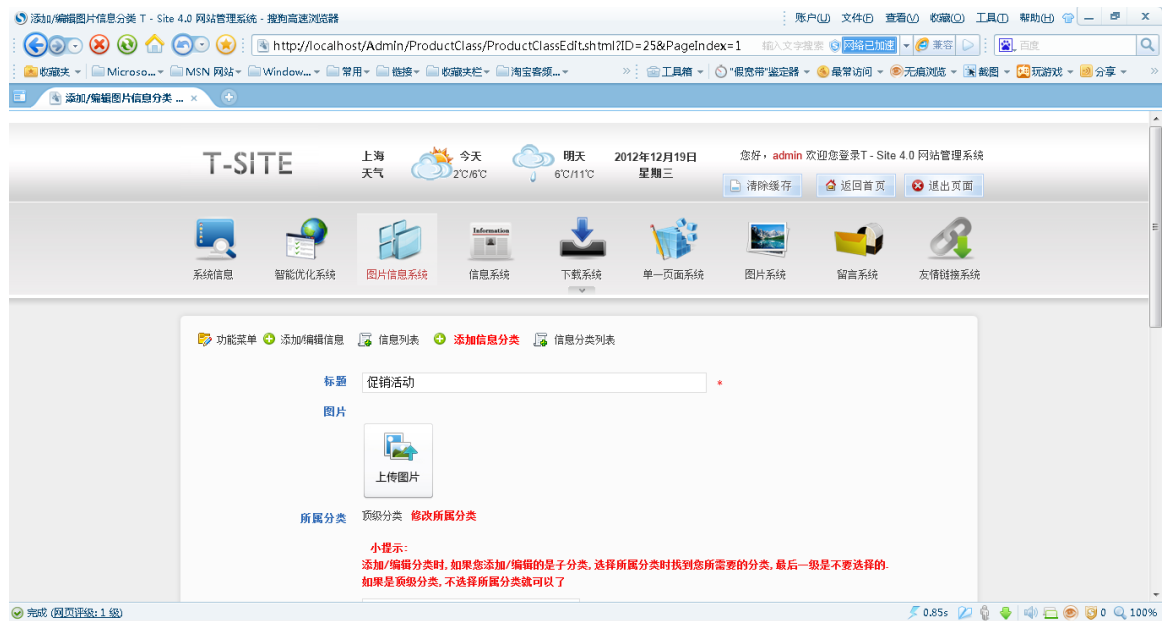 添加/编辑图片信息分类 T - Site 4.0 网站管理系统 - 搜狗高速浏览器 账户(U) 文件(F) 查看(V) 收藏(O) 工具(T) 帮助(H)
http://localhost/Admin/ProductClass/ProductClassEdit.shtml?ID=25&PageIndex=1 输入文字搜索 网络已加速 兼容 百度
收藏夹 Microso... MSN 网站 Window... 常用 链接 收藏夹栏 淘宝客频... » 工具箱 "假宽带"鉴定器 最常访问 无痕浏览 截图 玩游戏 分享 »
添加/编辑图片信息分类 ... ×
T-SITE
上海
天气
今天
2℃/6℃
明天
6℃/11℃
2012年12月19日
星期三
您好，admin 欢迎您登录T - Site 4.0 网站管理系统
清除缓存 返回首页 退出页面
Information
系统信息 智能优化系统 图片信息系统 信息系统 下载系统 单一页面系统 图片系统 留言系统 友情链接系统
功能菜单 添加/编辑信息 信息列表 添加信息分类 信息分类列表
标题 促销活动 *
图片
上传图片
所属分类 顶级分类 修改所属分类
小提示:
添加/编辑分类时, 如果您添加/编辑的是子分类, 选择所属分类时找到您所需要的分类, 最后一级是不要选择的.
如果是顶级分类, 不选择所属分类就可以了
完成 (网页评级: 1 级) 0.85s 0 100%